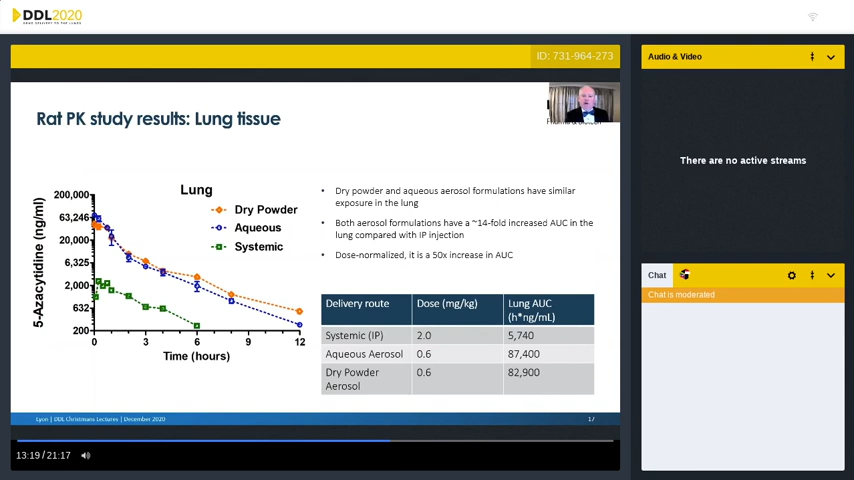 DDL2020
DRUG DELIVERY TO THE LUNGS
ID: 731-964-273
Rat PK study results: Lung tissue
Lung
5-Azacytidine (ng/ml)
200,000
63,246
20,000
6,325
2,000
632
200
0
3
6
9
12
Time (hours)
Dry Powder
Aqueous
Systemic
• Dry powder and aqueous aerosol formulations have similar
exposure in the lung
• Both aerosol formulations have a ~14-fold increased AUC in the
lung compared with IP injection
• Dose-normalized, it is a 50x increase in AUC
Delivery route Dose (mg/kg) Lung AUC
(h*ng/mL)
Systemic (IP) 2.0 5,740
Aqueous Aerosol 0.6 87,400
Dry Powder 0.6 82,900
Aerosol
Lyon | DDL Christmas Lectures | December 2020
17
13:19 / 21:17
Audio & Video
There are no active streams
Chat
Chat is moderated